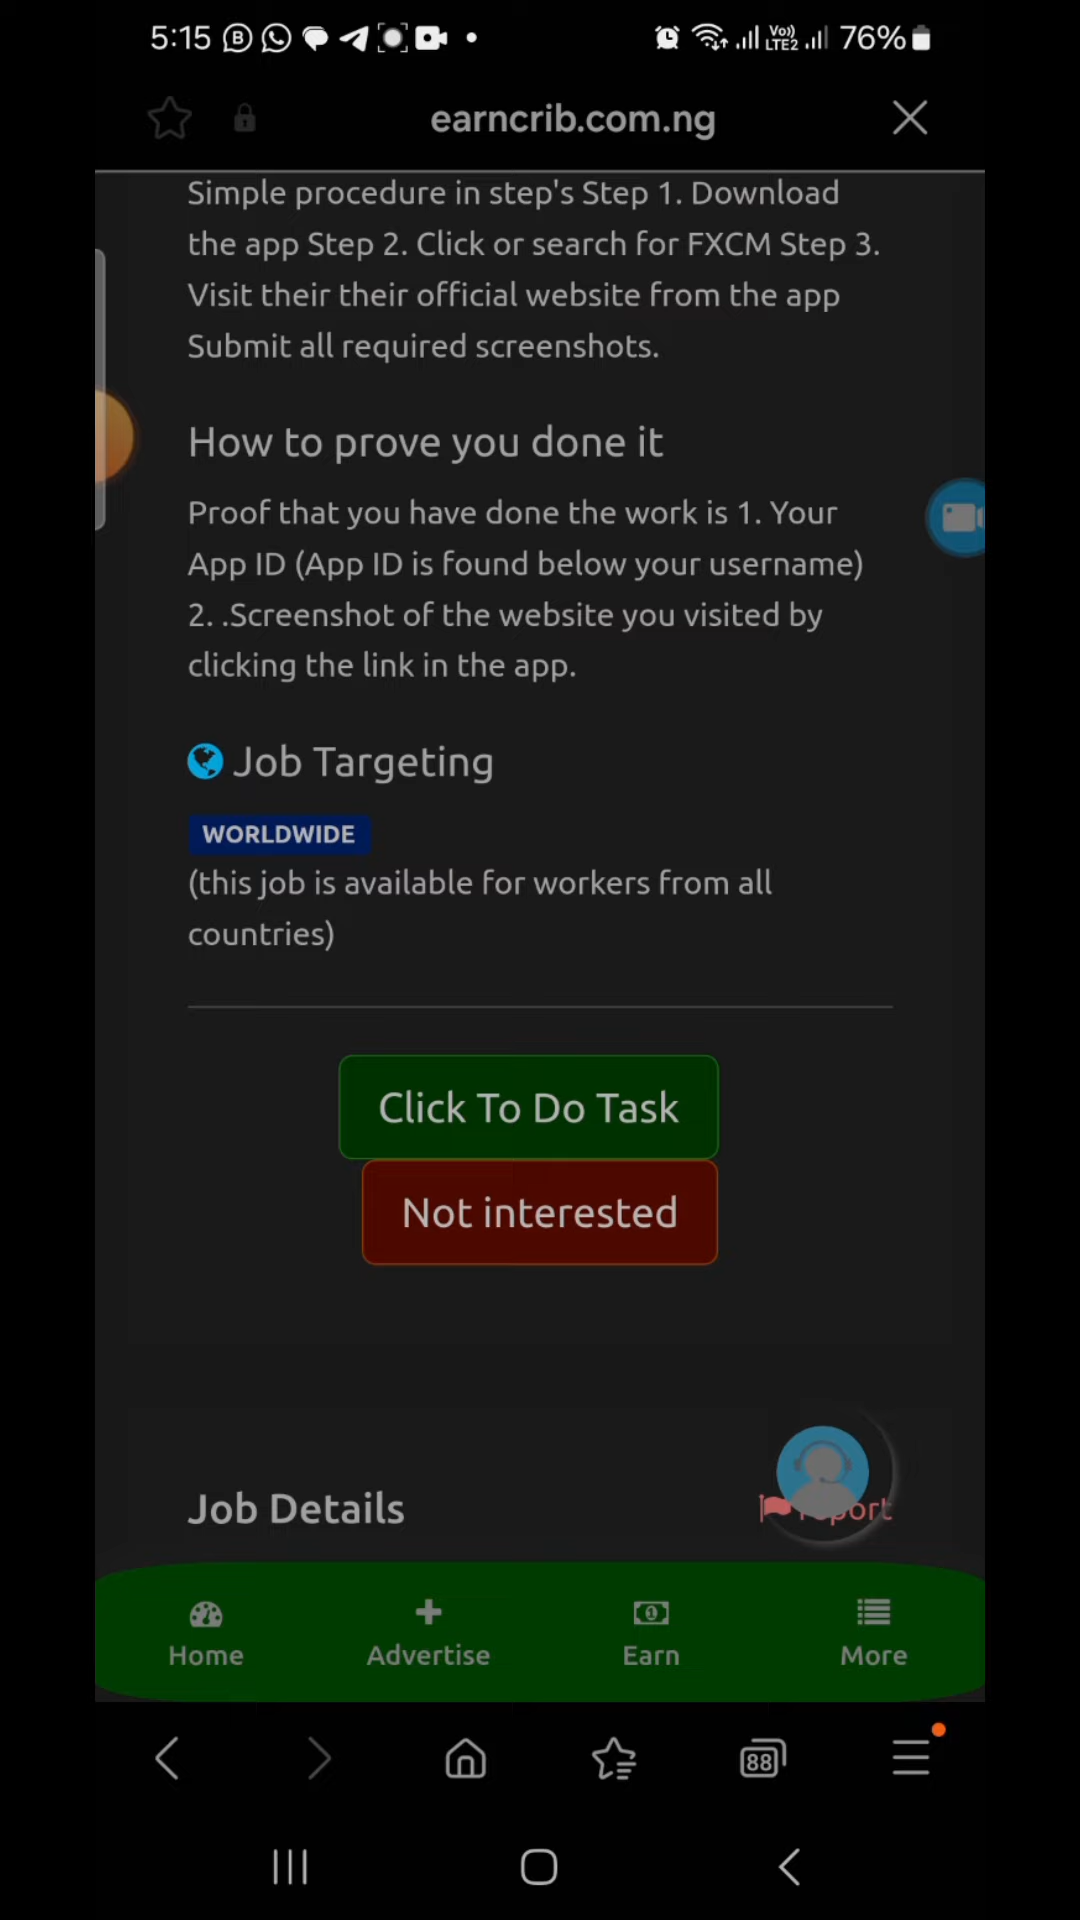 5:15
Vo))
LTE2
76%
earncrib.com.ng
Simple procedure in step's Step 1. Download
the app Step 2. Click or search for FXCM Step 3.
Visit their their official website from the app
Submit all required screenshots.
How to prove you done it
Proof that you have done the work is 1. Your
App ID (App ID is found below your username)
2. .Screenshot of the website you visited by
clicking the link in the app.
Job Targeting
WORLDWIDE
(this job is available for workers from all
countries)
Click To Do Task
Not interested
Job Details
report
Home
Advertise
Earn
More
88